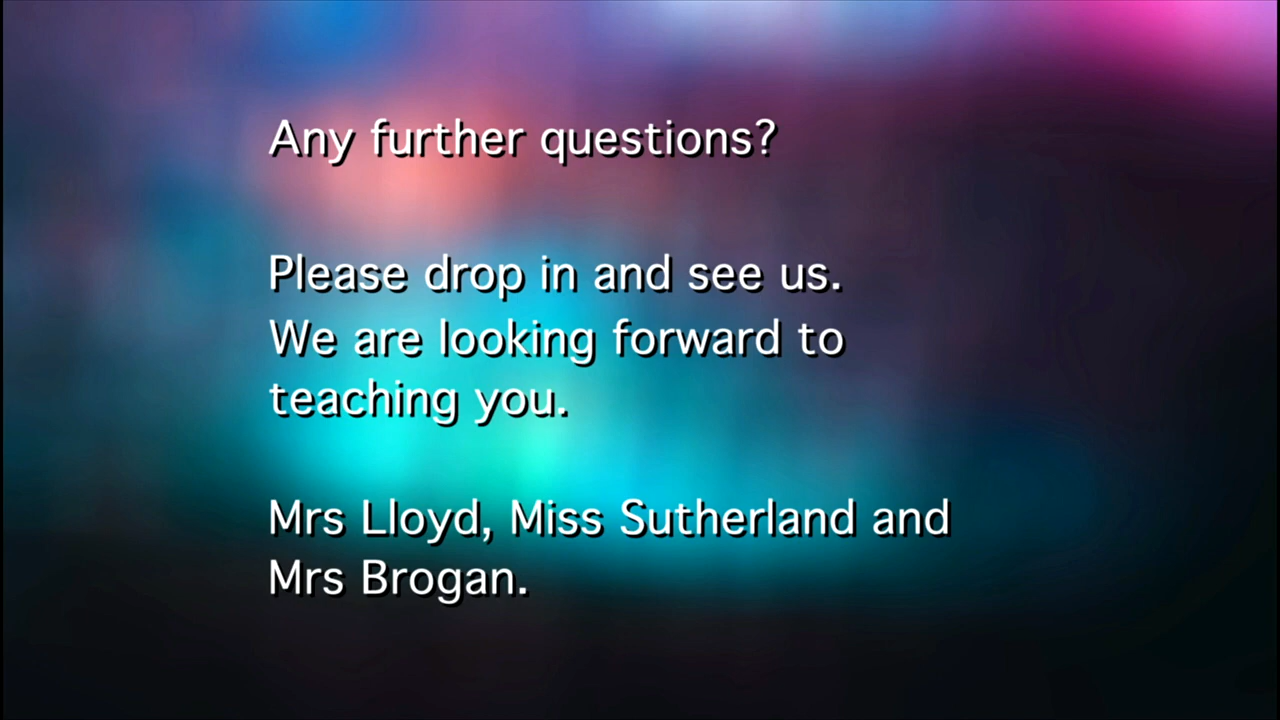 Any further questions?
Please drop in and see us.
We are looking forward to
teaching you.
Mrs Lloyd, Miss Sutherland and
Mrs Brogan.